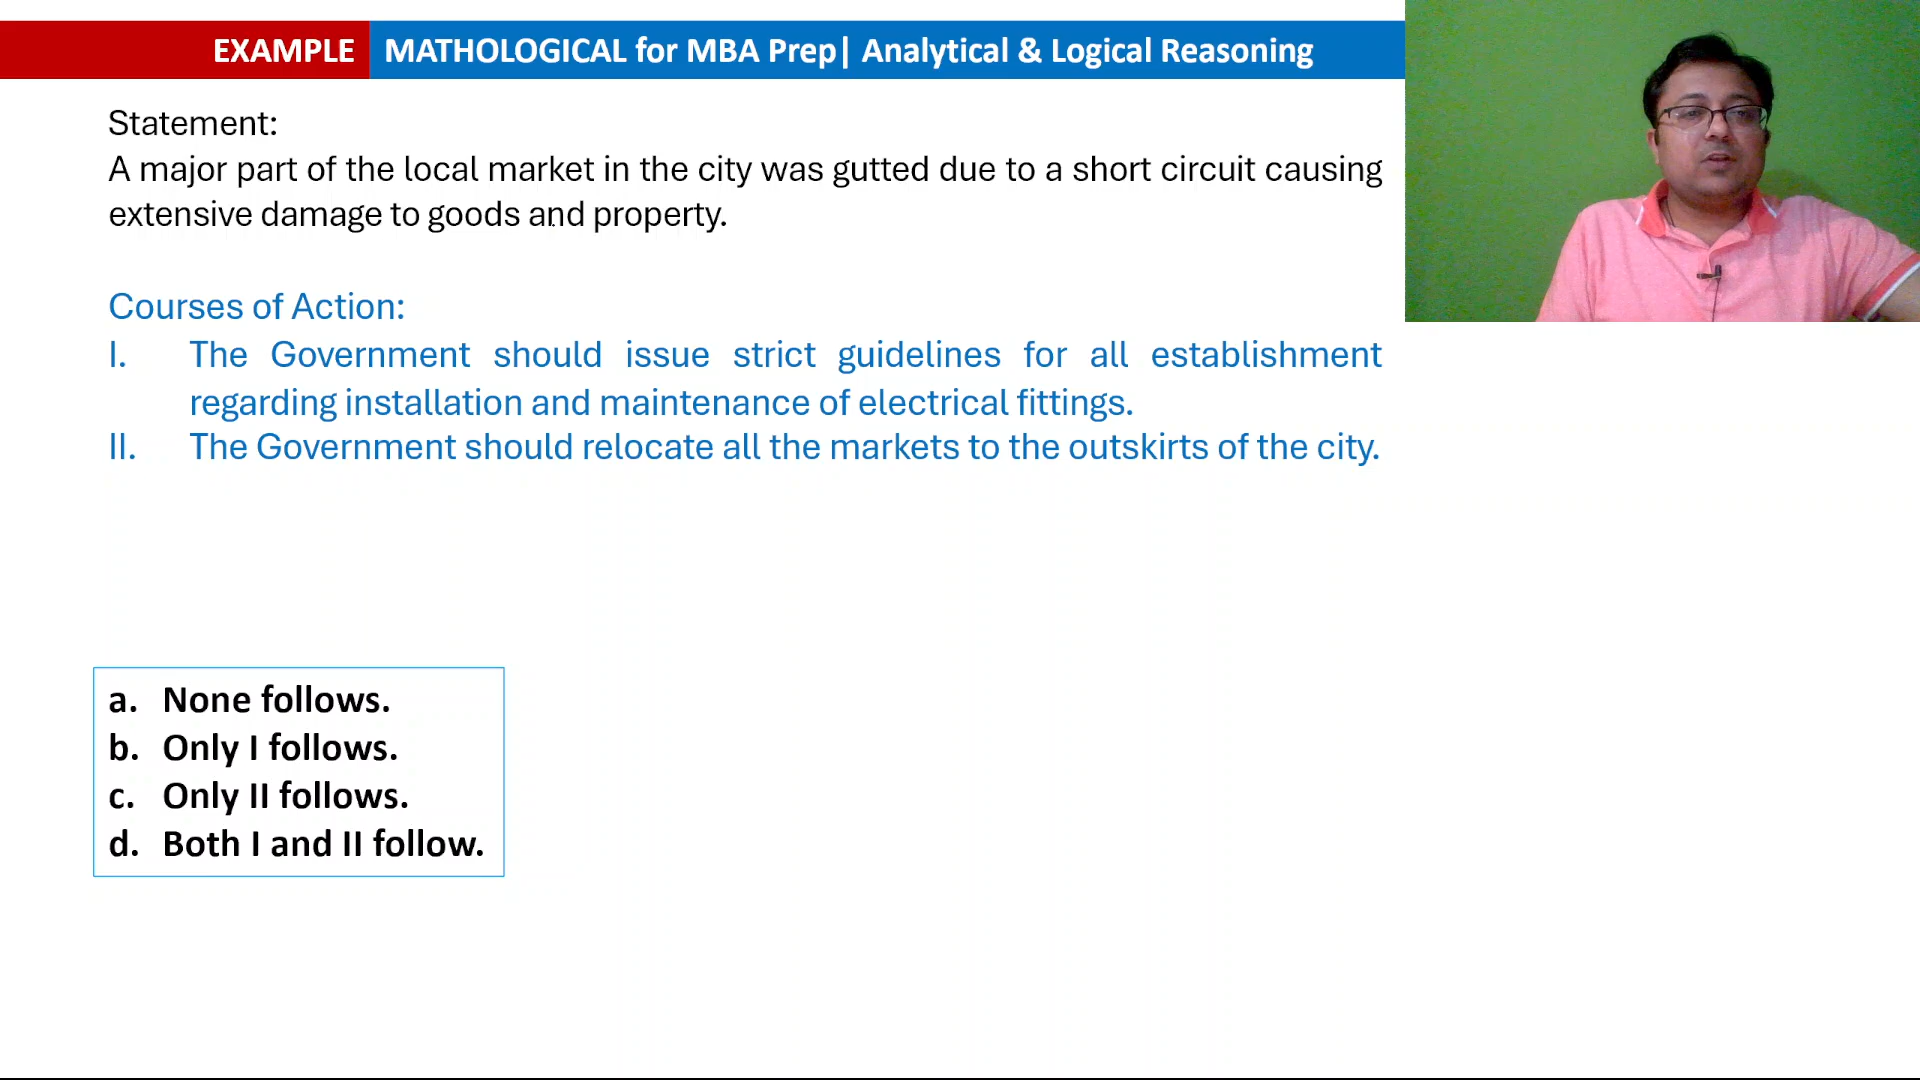 EXAMPLE MATHOLOGICAL for MBA Prep| Analytical & Logical Reasoning
Statement:
A major part of the local market in the city was gutted due to a short circuit causing
extensive damage to goods and property.
Courses of Action:
I. The Government should issue strict guidelines for all establishment
regarding installation and maintenance of electrical fittings.
II. The Government should relocate all the markets to the outskirts of the city.
a. None follows.
b. Only I follows.
c. Only II follows.
d. Both I and II follow.